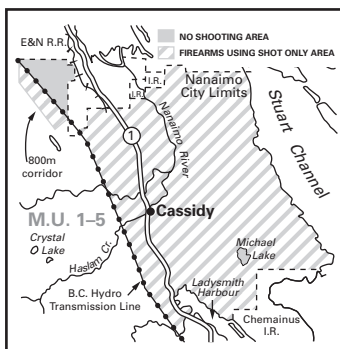 E&N R.R.
NO SHOOTING AREA
FIREARMS USING SHOT ONLY AREA
I.R.
I.R.
Nanaimo
City Limits
Nanaimo
River
Stuart Channel
1
800m
corridor
M.U. 1–5
Cassidy
Crystal
Lake
Haslam Cr.
Michael
Lake
B.C. Hydro
Transmission Line
Ladysmith
Harbour
Chemainus
I.R.